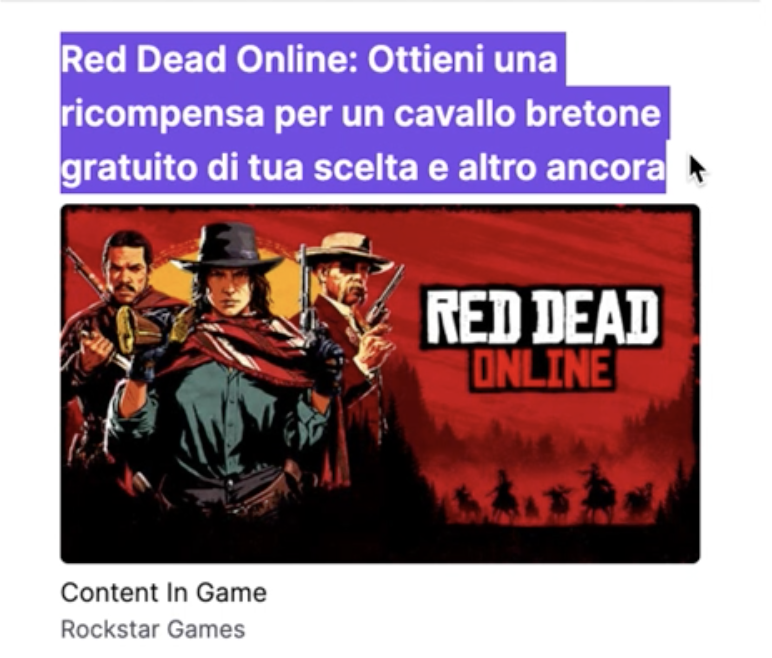 Red Dead Online: Ottieni una
ricompensa per un cavallo bretone
gratuito di tua scelta e altro ancora
RED DEAD
ONLINE
Content In Game
Rockstar Games